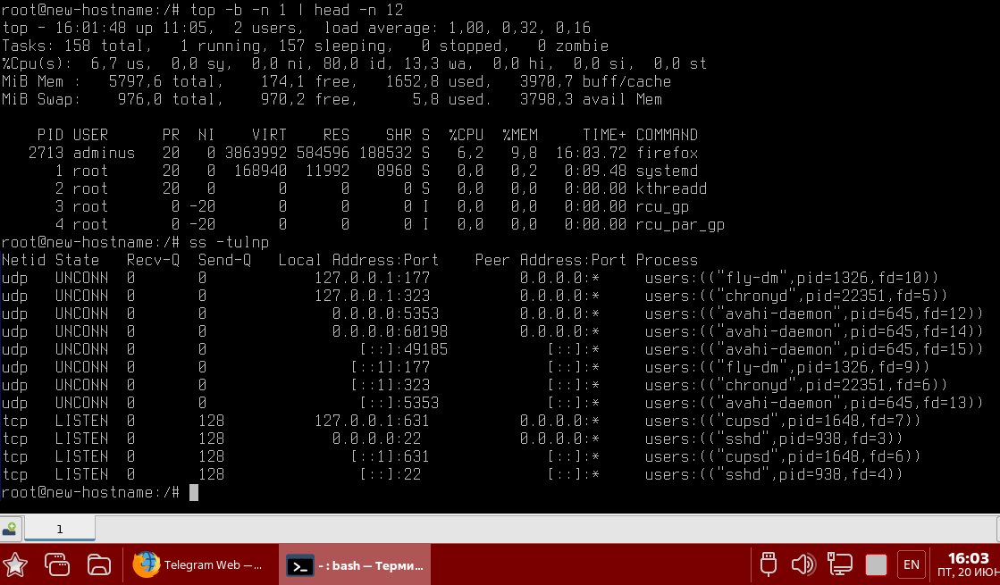 root@new-hostname:/# top -b -n 1 | head -n 12
top - 16:01:48 up 11:05,  2 users,  load average: 1,00, 0,32, 0,16
Tasks: 158 total,   1 running, 157 sleeping,   0 stopped,   0 zombie
%Cpu(s):  6,7 us,  0,0 sy,  0,0 ni, 80,0 id, 13,3 wa,  0,0 hi,  0,0 si,  0,0 st
MiB Mem :   5797,6 total,    174,1 free,   1652,8 used,   3970,7 buff/cache
MiB Swap:    976,0 total,    970,2 free,      5,8 used.   3798,3 avail Mem
    PID USER      PR  NI    VIRT    RES    SHR S  %CPU  %MEM     TIME+ COMMAND
   2713 adminus   20   0 3863992 584596 188532 S   6,2   9,8  16:03.72 firefox
      1 root      20   0  168940  11992   8968 S   0,0   0,2   0:09.48 systemd
      2 root      20   0       0      0      0 S   0,0   0,0   0:00.00 kthreadd
      3 root       0 -20       0      0      0 I   0,0   0,0   0:00.00 rcu_gp
      4 root       0 -20       0      0      0 I   0,0   0,0   0:00.00 rcu_par_gp
root@new-hostname:/# ss -tulnp
Netid State   Recv-Q  Send-Q   Local Address:Port    Peer Address:Port Process
udp   UNCONN  0       0            127.0.0.1:177          0.0.0.0:*     users:(("fly-dm",pid=1326,fd=10))
udp   UNCONN  0       0            127.0.0.1:323          0.0.0.0:*     users:(("chronyd",pid=22351,fd=5))
udp   UNCONN  0       0              0.0.0.0:5353         0.0.0.0:*     users:(("avahi-daemon",pid=645,fd=12))
udp   UNCONN  0       0              0.0.0.0:60198        0.0.0.0:*     users:(("avahi-daemon",pid=645,fd=14))
udp   UNCONN  0       0                 [::]:49185           [::]:*     users:(("avahi-daemon",pid=645,fd=15))
udp   UNCONN  0       0                [::1]:177             [::]:*     users:(("fly-dm",pid=1326,fd=9))
udp   UNCONN  0       0                [::1]:323             [::]:*     users:(("chronyd",pid=22351,fd=6))
udp   UNCONN  0       0                 [::]:5353            [::]:*     users:(("avahi-daemon",pid=645,fd=13))
tcp   LISTEN  0       128          127.0.0.1:631          0.0.0.0:*     users:(("cupsd",pid=1648,fd=7))
tcp   LISTEN  0       128            0.0.0.0:22           0.0.0.0:*     users:(("sshd",pid=938,fd=3))
tcp   LISTEN  0       128              [::1]:631             [::]:*     users:(("cupsd",pid=1648,fd=6))
tcp   LISTEN  0       128               [::]:22              [::]:*     users:(("sshd",pid=938,fd=4))
root@new-hostname:/#
1
Telegram Web —...
- : bash — Терми...
EN
16:03
ПТ, 20 ИЮН